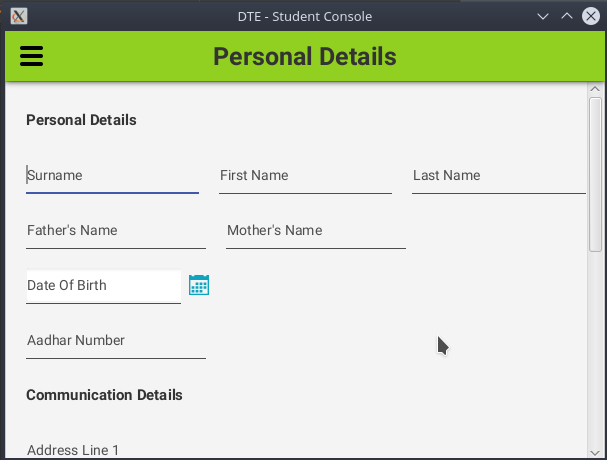 DTE - Student Console
Personal Details
Personal Details
Surname First Name Last Name
Father's Name Mother's Name
Date Of Birth
Aadhar Number
Communication Details
Address Line 1